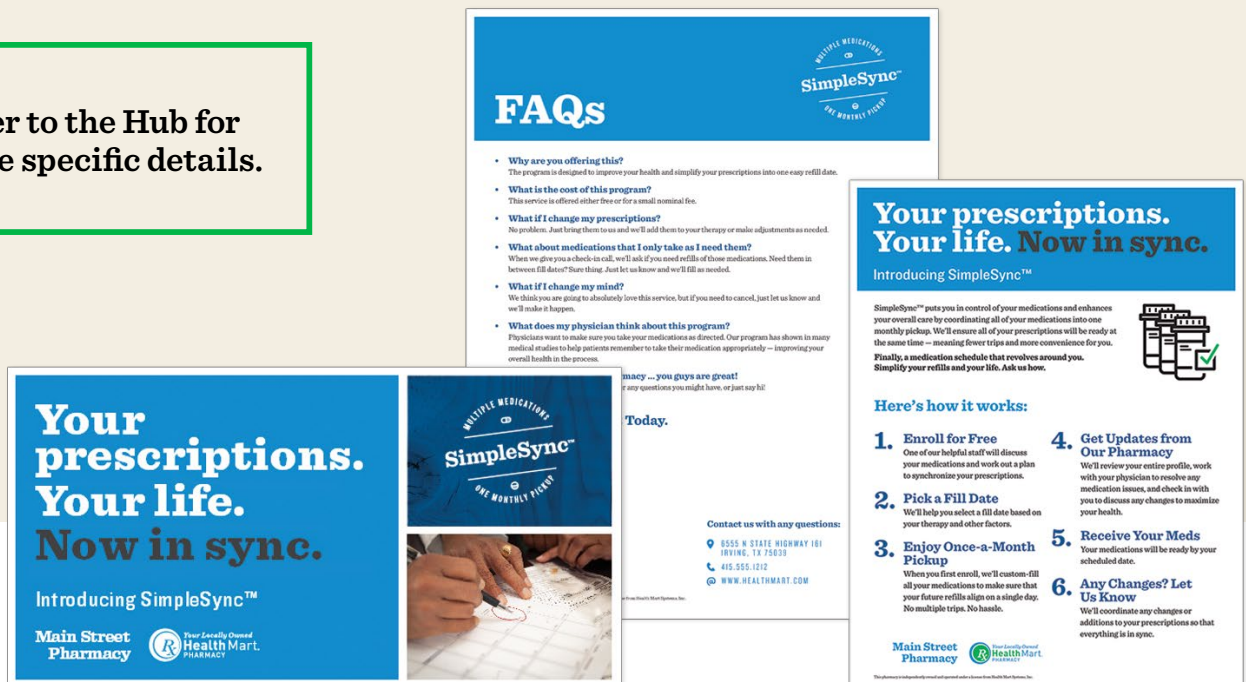 er to the Hub for
e specific details.
FAQs
MULTIPLE MEDICATIONS
SimpleSync™
ONE MONTHLY PICKUP
• Why are you offering this?
The program is designed to improve your health and simplify your prescriptions into one easy refill date.
• What is the cost of this program?
This service is offered either free or for a small nominal fee.
• What if I change my prescriptions?
No problem. Just bring them to us and we'll add them to your therapy or make adjustments as needed.
• What about medications that I only take as I need them?
When we give you a check-in call, we'll ask if you need refills of those medications. Need them in
between fill dates? Sure thing. Just let us know and we'll fill as needed.
• What if I change my mind?
We think you are going to absolutely love this service, but if you need to cancel, just let us know and
we'll make it happen.
• What does my physician think about this program?
Physicians want to make sure you take your medications as directed. Our program has shown in many
medical studies to help patients remember to take their medication appropriately — improving your
overall health in the process.
macy ... you guys are great!
r any questions you might have, or just say hi!
Today.
Contact us with any questions:
6555 N STATE HIGHWAY 161
IRVING, TX 75039
415.555.1212
WWW.HEALTHMART.COM
se from Health Mart Systems, Inc.
Your
prescriptions.
Your life.
Now in sync.
Introducing SimpleSync™
Main Street
Pharmacy
Your Locally Owned
Health Mart.
PHARMACY
MULTIPLE MEDICATIONS
SimpleSync™
ONE MONTHLY PICKUP
Your prescriptions.
Your life. Now in sync.
Introducing SimpleSync™
SimpleSync™ puts you in control of your medications and enhances
your overall care by coordinating all of your medications into one
monthly pickup. We'll ensure all of your prescriptions will be ready at
the same time — meaning fewer trips and more convenience for you.
Finally, a medication schedule that revolves around you.
Simplify your refills and your life. Ask us how.
Here's how it works:
1. Enroll for Free
One of our helpful staff will discuss
your medications and work out a plan
to synchronize your prescriptions.
2. Pick a Fill Date
We'll help you select a fill date based on
your therapy and other factors.
3. Enjoy Once-a-Month
Pickup
When you first enroll, we'll custom-fill
all your medications to make sure that
your future refills align on a single day.
No multiple trips. No hassle.
4. Get Updates from
Our Pharmacy
We'll review your entire profile, work
with your physician to resolve any
medication issues, and check in with
you to discuss any changes to maximize
your health.
5. Receive Your Meds
Your medications will be ready by your
scheduled date.
6. Any Changes? Let
Us Know
We'll coordinate any changes or
additions to your prescriptions so that
everything is in sync.
Main Street
Pharmacy
Your Locally Owned
Health Mart.
PHARMACY
This pharmacy is independently owned and operated under a license from Health Mart Systems, Inc.